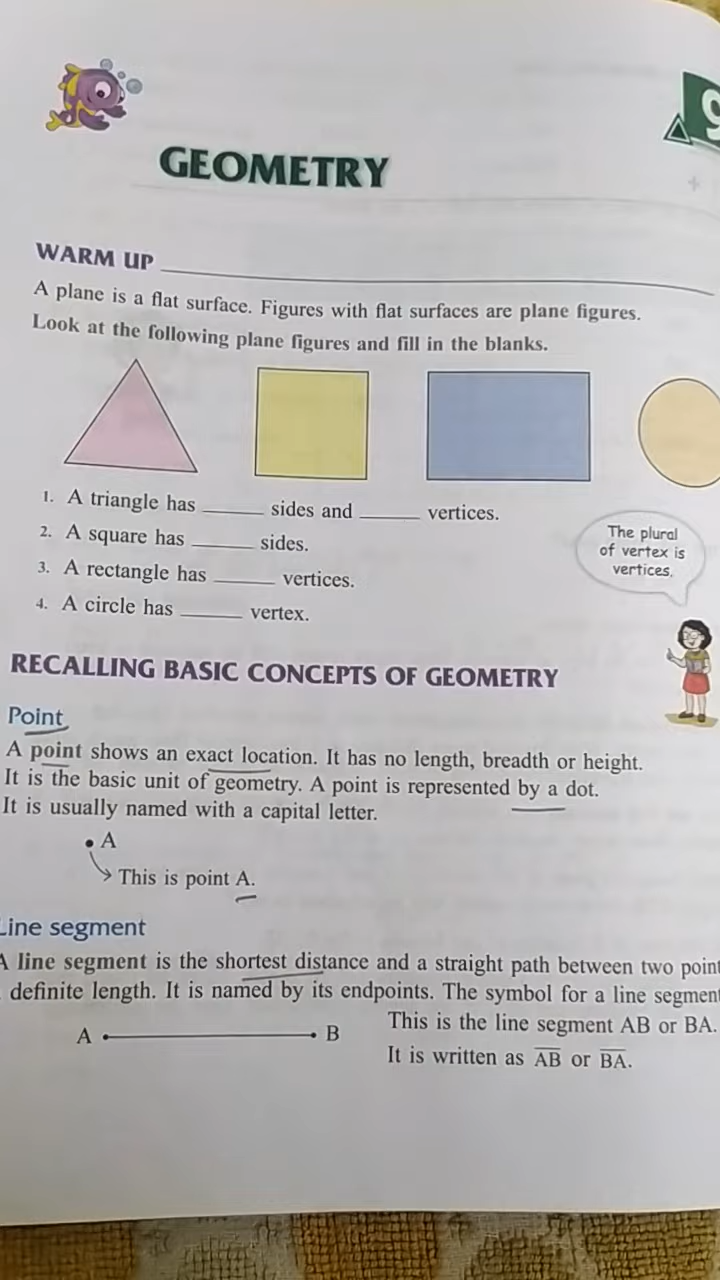 9
GEOMETRY
WARM UP
A plane is a flat surface. Figures with flat surfaces are plane figures.
Look at the following plane figures and fill in the blanks.
1. A triangle has ______ sides and ______ vertices.
2. A square has ______ sides.
3. A rectangle has ______ vertices.
4. A circle has ______ vertex.
The plural
of vertex is
vertices.
RECALLING BASIC CONCEPTS OF GEOMETRY
Point
A point shows an exact location. It has no length, breadth or height.
It is the basic unit of geometry. A point is represented by a dot.
It is usually named with a capital letter.
A
This is point A.
Line segment
A line segment is the shortest distance and a straight path between two point
definite length. It is named by its endpoints. The symbol for a line segment
A B
This is the line segment AB or BA.
It is written as A̅B̅ or B̅A̅.